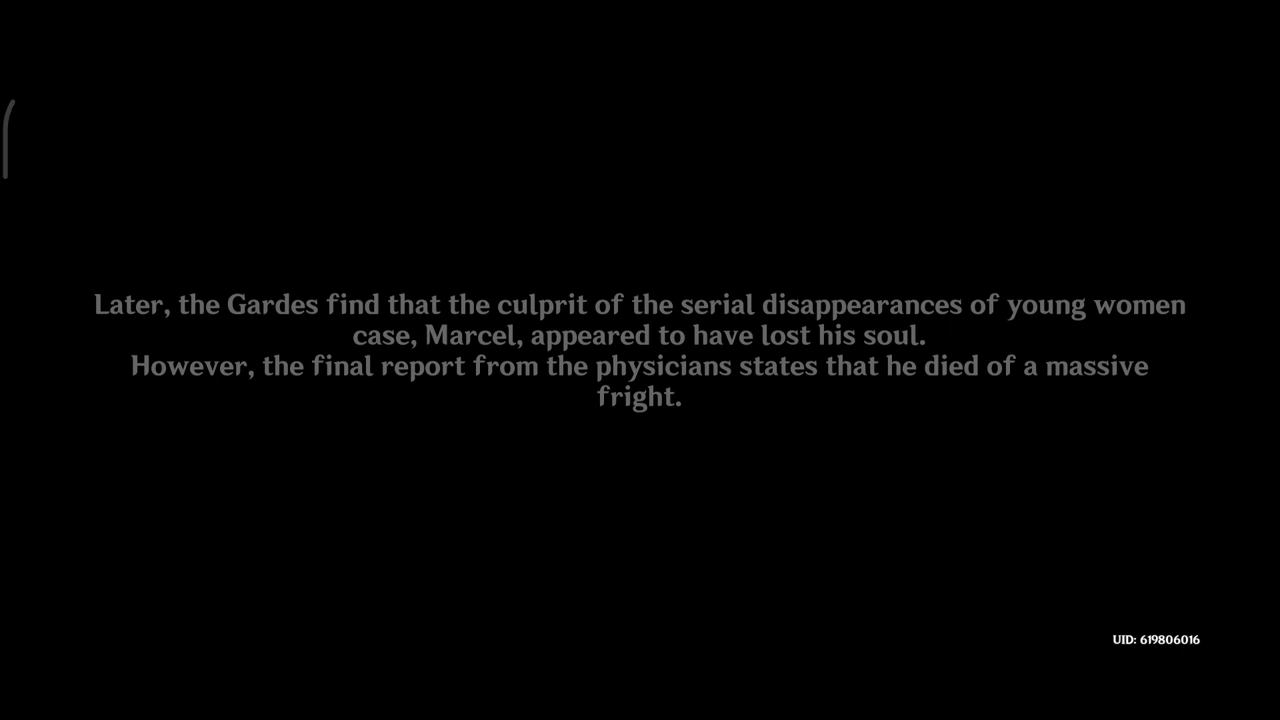 Later, the Gardes find that the culprit of the serial disappearances of young women
case, Marcel, appeared to have lost his soul.
However, the final report from the physicians states that he died of a massive
fright.
UID: 619806016